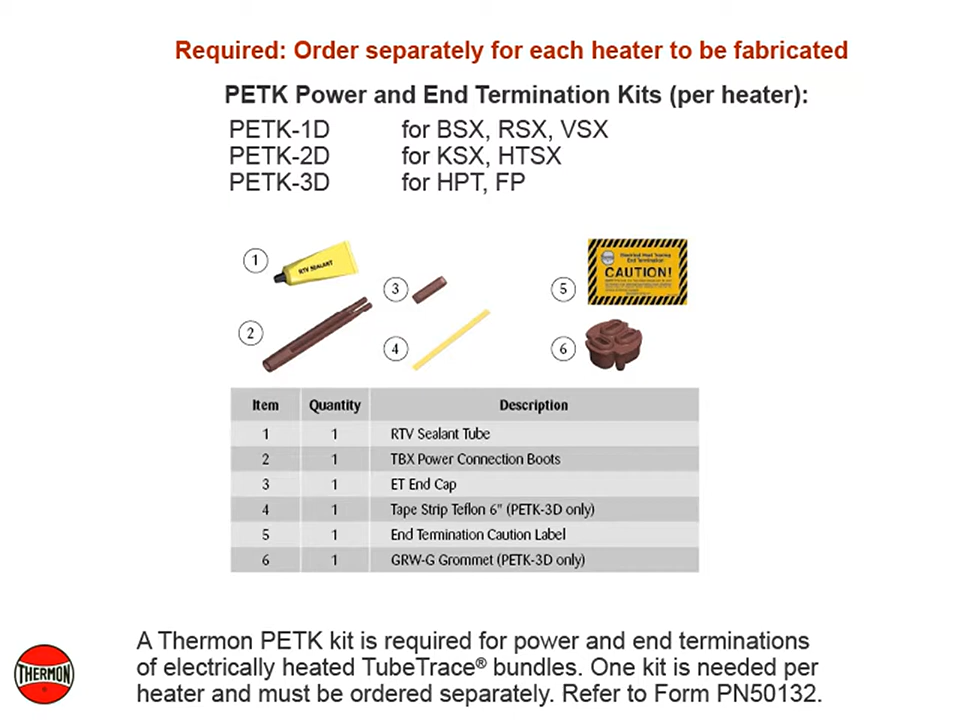 Required: Order separately for each heater to be fabricated
PETK Power and End Termination Kits (per heater):
PETK-1D for BSX, RSX, VSX
PETK-2D for KSX, HTSX
PETK-3D for HPT, FP
1
RTV SEALANT
2
3
4
5
Electrical Heat Tracing
End Termination
CAUTION!
6
Item Quantity Description
1 1 RTV Sealant Tube
2 1 TBX Power Connection Boots
3 1 ET End Cap
4 1 Tape Strip Teflon 6" (PETK-3D only)
5 1 End Termination Caution Label
6 1 GRW-G Grommet (PETK-3D only)
A Thermon PETK kit is required for power and end terminations
of electrically heated TubeTrace® bundles. One kit is needed per
heater and must be ordered separately. Refer to Form PN50132.
THERMON
®